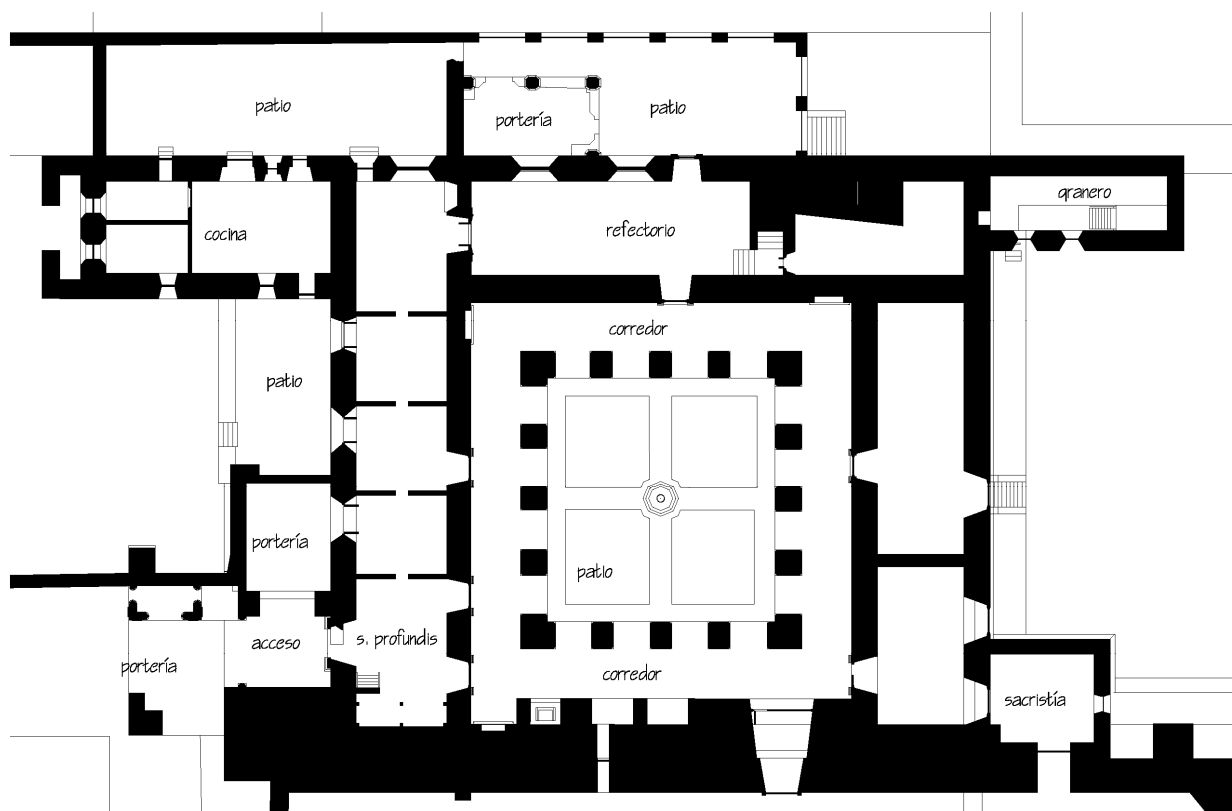 patio
portería
patio
granero
cocina
refectorio
corredor
patio
portería
patio
acceso
s. profundis
portería
corredor
sacristía